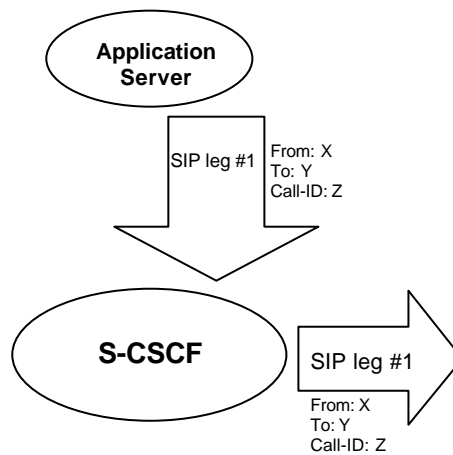 Application
Server
SIP leg #1
From: X
To: Y
Call-ID: Z
S-CSCF
SIP leg #1
From: X
To: Y
Call-ID: Z